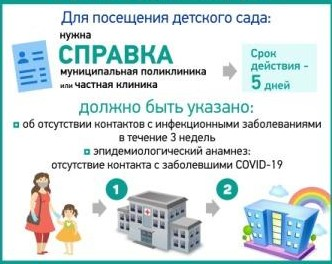 Для посещения детского сада:
нужна
СПРАВКА
муниципальная поликлиника
или частная клиника
Срок
действия -
5 дней
должно быть указано:
об отсутствии контактов с инфекционными заболеваниями
в течение 3 недель
эпидемиологический анамнез:
отсутствие контакта с заболевшими COVID-19
1
2